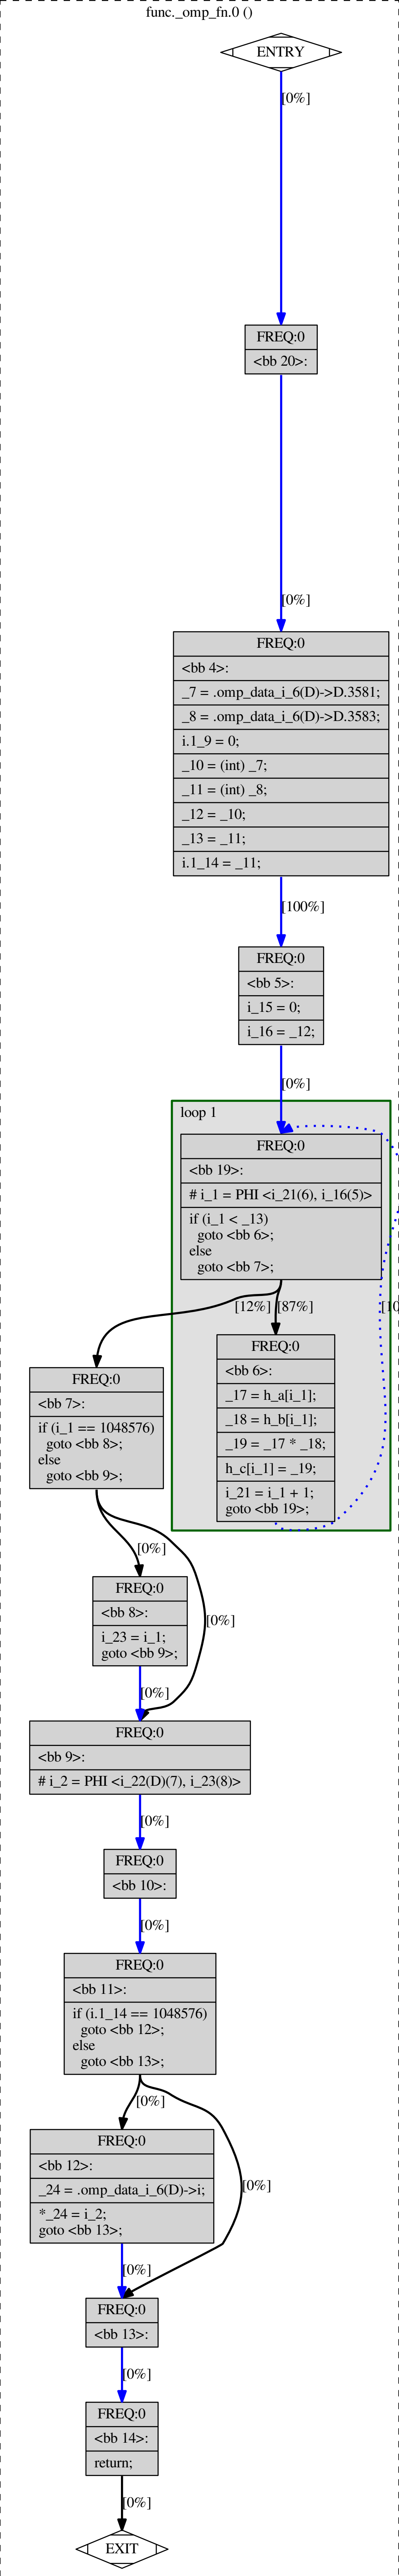 func._omp_fn.0 ()
ENTRY
[0%]
FREQ:0
<bb 20>:
[0%]
FREQ:0
<bb 4>:
_7 = .omp_data_i_6(D)->D.3581;
_8 = .omp_data_i_6(D)->D.3583;
i.1_9 = 0;
_10 = (int) _7;
_11 = (int) _8;
_12 = _10;
_13 = _11;
i.1_14 = _11;
[100%]
FREQ:0
<bb 5>:
i_15 = 0;
i_16 = _12;
[0%]
loop 1
FREQ:0
<bb 19>:
# i_1 = PHI <i_21(6), i_16(5)>
if (i_1 < _13)
goto <bb 6>;
else
goto <bb 7>;
[12%]
[87%]
FREQ:0
<bb 6>:
_17 = h_a[i_1];
_18 = h_b[i_1];
_19 = _17 * _18;
h_c[i_1] = _19;
i_21 = i_1 + 1;
goto <bb 19>;
FREQ:0
<bb 7>:
if (i_1 == 1048576)
goto <bb 8>;
else
goto <bb 9>;
[0%]
FREQ:0
<bb 8>:
i_23 = i_1;
goto <bb 9>;
[0%]
[0%]
FREQ:0
<bb 9>:
# i_2 = PHI <i_22(D)(7), i_23(8)>
[0%]
FREQ:0
<bb 10>:
[0%]
FREQ:0
<bb 11>:
if (i.1_14 == 1048576)
goto <bb 12>;
else
goto <bb 13>;
[0%]
FREQ:0
<bb 12>:
_24 = .omp_data_i_6(D)->i;
*_24 = i_2;
goto <bb 13>;
[0%]
[0%]
FREQ:0
<bb 13>:
[0%]
FREQ:0
<bb 14>:
return;
[0%]
EXIT